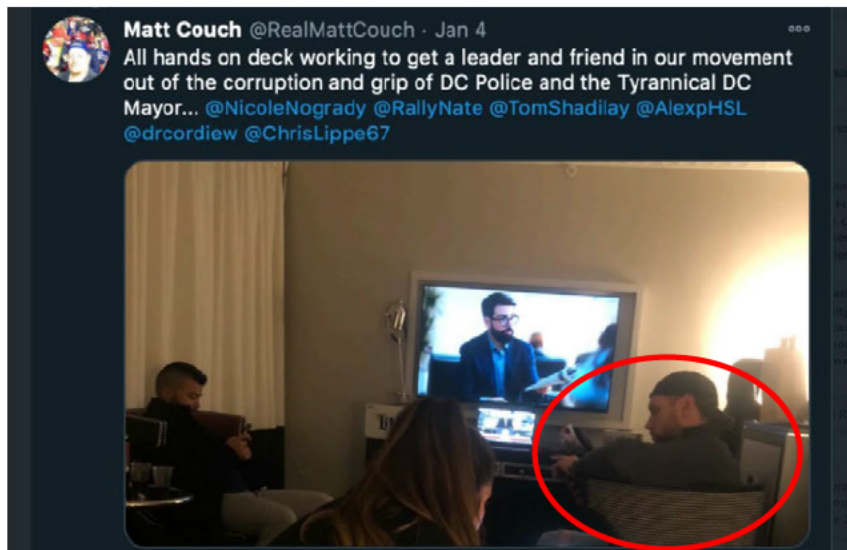 Matt Couch @RealMattCouch · Jan 4
All hands on deck working to get a leader and friend in our movement
out of the corruption and grip of DC Police and the Tyrannical DC
Mayor... @NicoleNogrady @RallyNate @TomShadilay @AlexpHSL
@drcordiew @ChrisLippe67